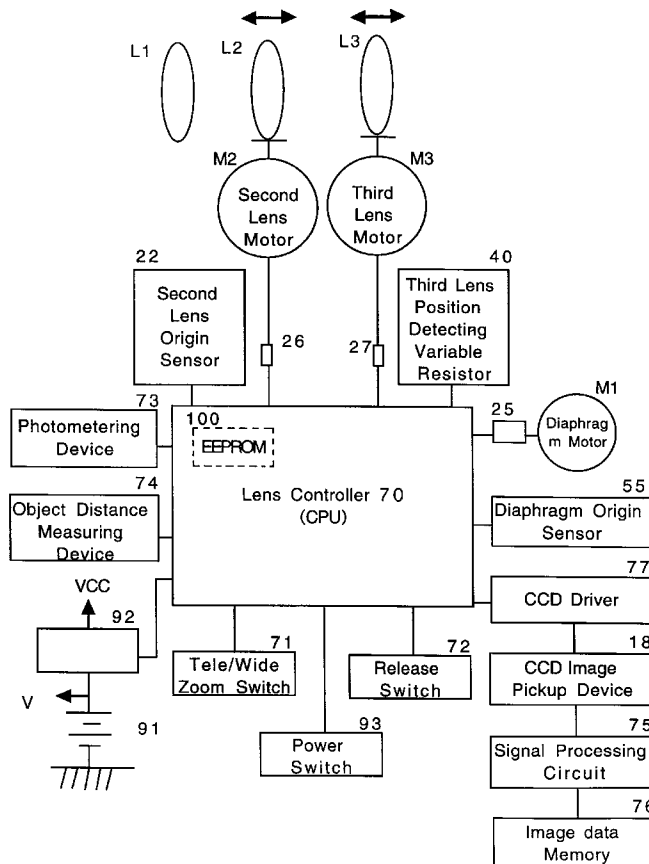 L1
L2
L3
M2
M3
Second
Lens
Motor
Third
Lens
Motor
22
40
Second
Lens
Origin
Sensor
26
27
Third Lens
Position
Detecting
Variable
Resistor
M1
73
100
25
Photometering
Device
EEPROM
Diaphrag
m Motor
74
Lens Controller 70
(CPU)
55
Object Distance
Measuring
Device
Diaphragm Origin
Sensor
VCC
92
77
CCD Driver
71
72
18
Tele/Wide
Zoom Switch
Release
Switch
CCD Image
Pickup Device
V
91
93
75
Power
Switch
Signal Processing
Circuit
76
Image data
Memory